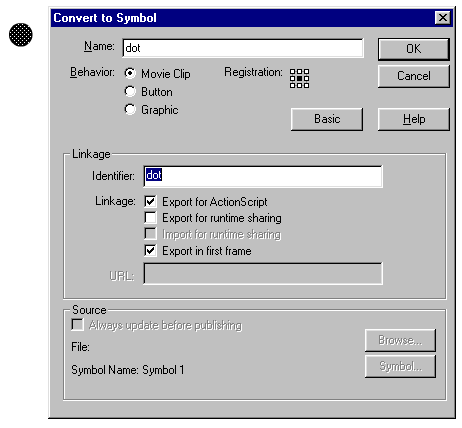 Convert to Symbol
Name: dot
OK
Behavior: Movie Clip Registration:
Cancel
Button
Graphic
Basic Help
Linkage
Identifier: dot
Linkage: Export for ActionScript
Export for runtime sharing
Import for runtime sharing
Export in first frame
URL:
Source
Always update before publishing
Browse...
File:
Symbol Name: Symbol 1
Symbol...